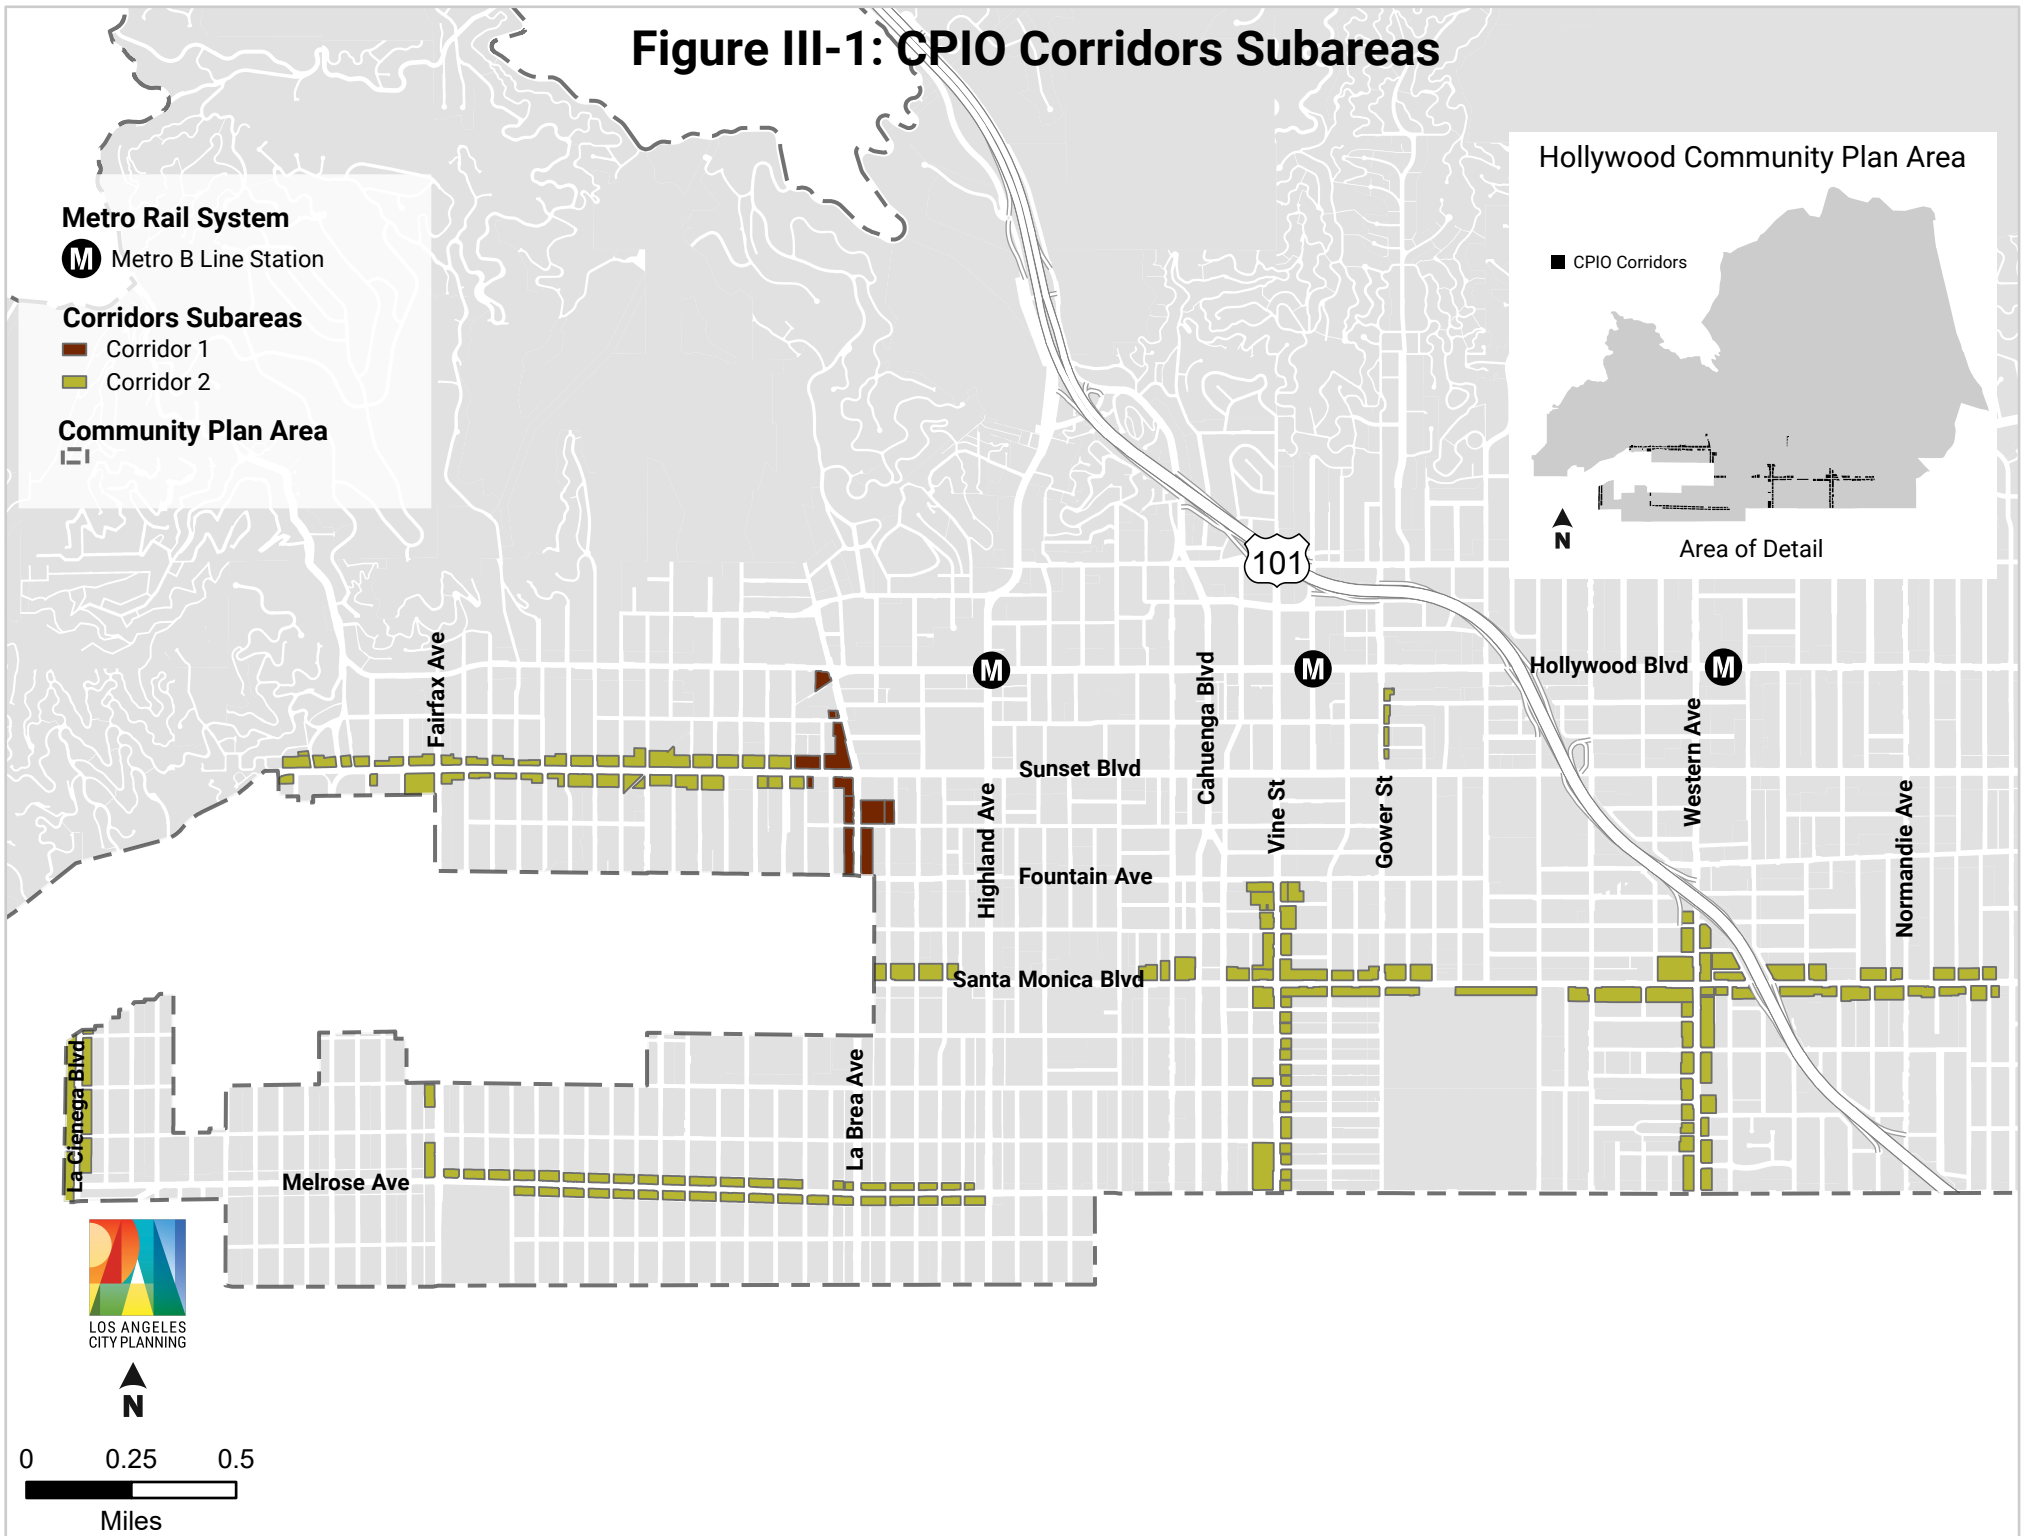 Figure III-1: CPIO Corridors Subareas
Hollywood Community Plan Area
CPIO Corridors
N
Area of Detail
Metro Rail System
M Metro B Line Station
Corridors Subareas
Corridor 1
Corridor 2
Community Plan Area
101
Fairfax Ave
M
Cahuenga Blvd
M
Hollywood Blvd
M
Western Ave
Sunset Blvd
Highland Ave
Vine St
Gower St
Normandie Ave
Fountain Ave
Santa Monica Blvd
La Cienega Blvd
La Brea Ave
Melrose Ave
LOS ANGELES
CITY PLANNING
N
0 0.25 0.5
Miles